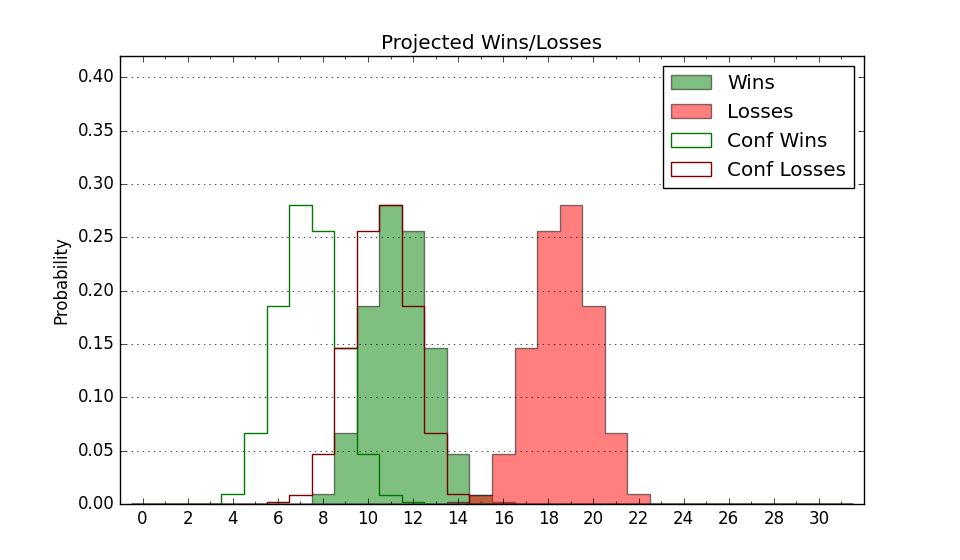 Projected Wins/Losses
0.40
0.35
0.30
0.25
0.20
0.15
0.10
0.05
0.00
Probability
Wins
Losses
Conf Wins
Conf Losses
0 2 4 6 8 10 12 14 16 18 20 22 24 26 28 30